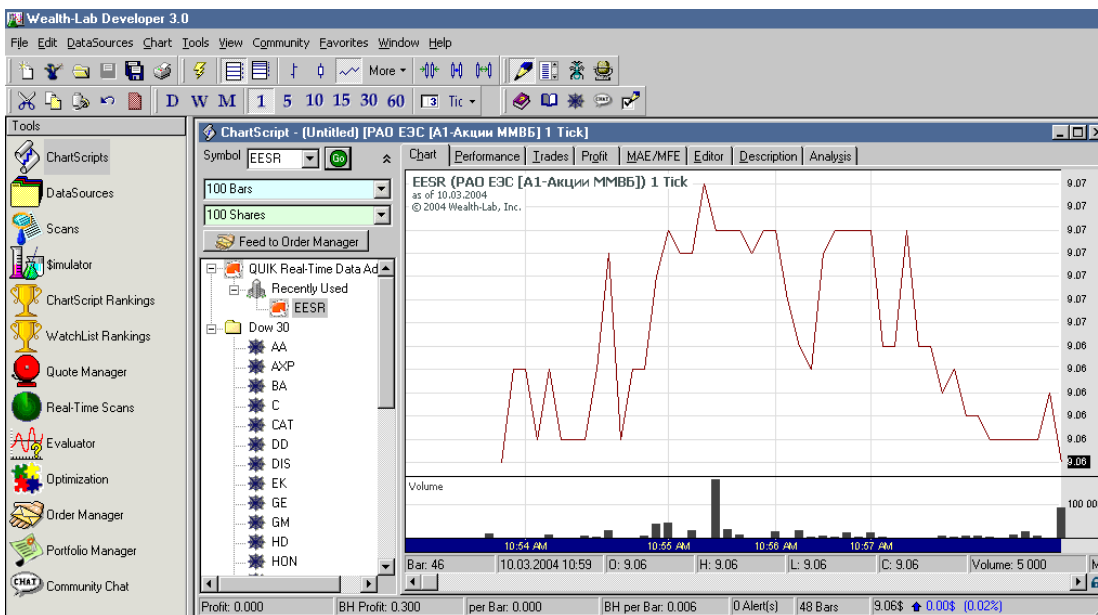 Wealth-Lab Developer 3.0
File Edit DataSources Chart Tools View Community Favorites Window Help
More
D W M 1 5 10 15 30 60 Tic
Tools
ChartScripts
DataSources
Scans
$imulator
ChartScript Rankings
WatchList Rankings
Quote Manager
Real-Time Scans
Evaluator
Optimization
Order Manager
Portfolio Manager
CHAT Community Chat
ChartScript - (Untitled) [РАО ЕЭС [А1-Акции ММВБ] 1 Tick]
Symbol EESR Go
100 Bars
100 Shares
Feed to Order Manager
QUIK Real-Time Data Ad
Recently Used
EESR
Dow 30
AA
AXP
BA
C
CAT
DD
DIS
EK
GE
GM
HD
HON
Chart Performance Trades Profit MAE/MFE Editor Description Analysis
EESR (РАО ЕЭС [А1-Акции ММВБ]) 1 Tick
as of 10.03.2004
© 2004 Wealth-Lab, Inc.
9.07
9.07
9.07
9.07
9.07
9.07
9.07
9.06
9.06
9.06
9.06
9.06
9.06
Volume
100 00
10:54 AM 10:55 AM 10:56 AM 10:57 AM
Bar: 46 10.03.2004 10:59 O: 9.06 H: 9.06 L: 9.06 C: 9.06 Volume: 5 000 M
Profit: 0.000 BH Profit: 0.300 per Bar: 0.000 BH per Bar: 0.006 0 Alert(s) 48 Bars 9.06$ 0.00$ (0.02%)